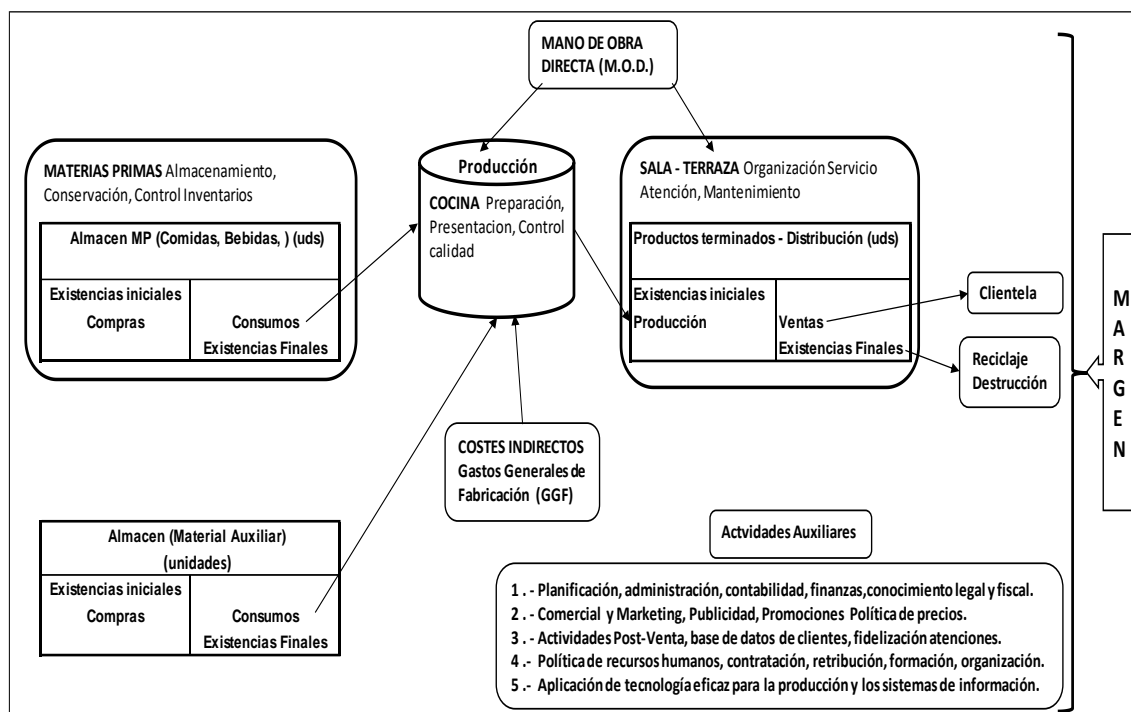 MANO DE OBRA
DIRECTA (M.O.D.)
MATERIAS PRIMAS Almacenamiento,
Conservación, Control Inventarios
Almacen MP (Comidas, Bebidas, ) (uds)
Existencias iniciales
Compras
Consumos
Existencias Finales
Producción
COCINA Preparación,
Presentacion, Control
calidad
SALA - TERRAZA Organización Servicio
Atención, Mantenimiento
Productos terminados - Distribución (uds)
Existencias iniciales
Producción
Ventas
Existencias Finales
Clientela
Reciclaje
Destrucción
MARGEN
COSTES INDIRECTOS
Gastos Generales de
Fabricación (GGF)
Almacen (Material Auxiliar)
(unidades)
Existencias iniciales
Compras
Consumos
Existencias Finales
Actvidades Auxiliares
1 . - Planificación, administración, contabilidad, finanzas,conocimiento legal y fiscal.
2 . - Comercial y Marketing, Publicidad, Promociones Política de precios.
3 . - Actividades Post-Venta, base de datos de clientes, fidelización atenciones.
4 .- Política de recursos humanos, contratación, retribución, formación, organización.
5 .- Aplicación de tecnología eficaz para la producción y los sistemas de información.